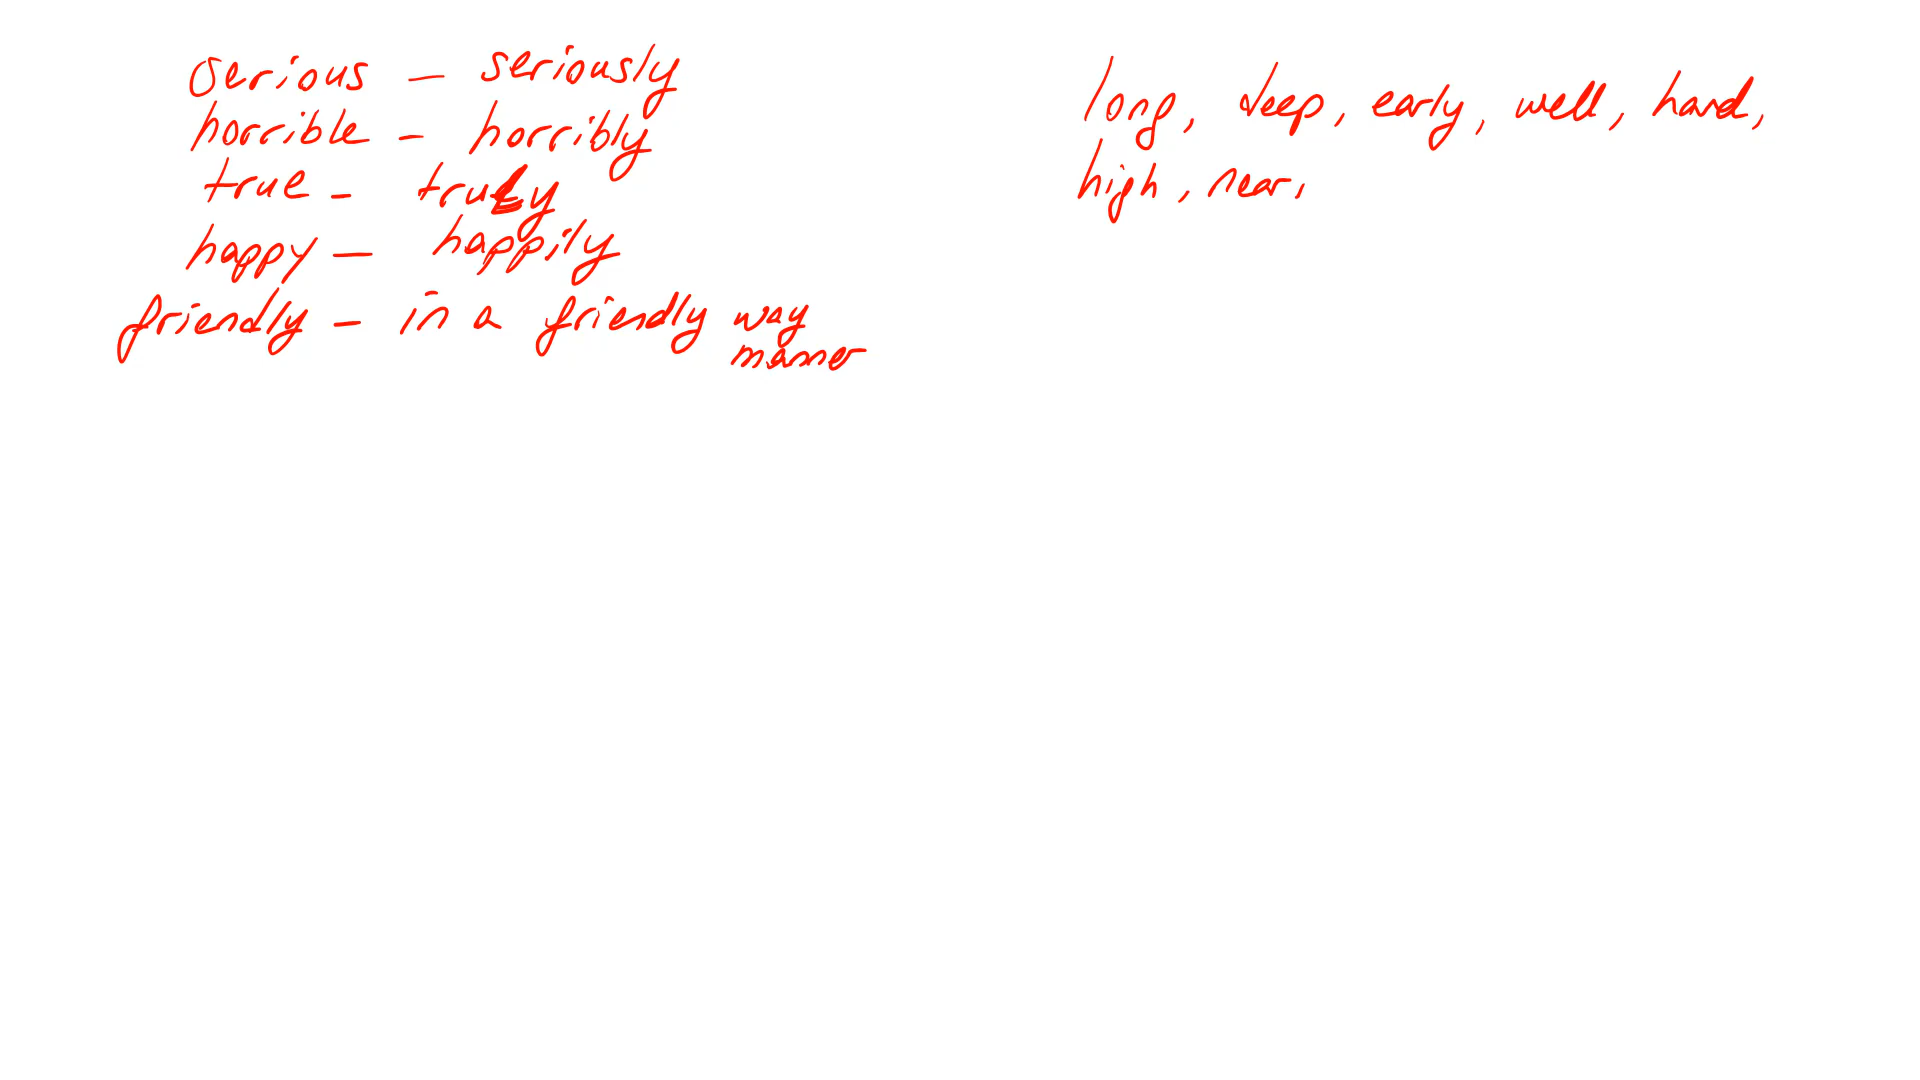 serious – seriously
horrible – horribly
true – truly
happy – happily
friendly – in a friendly way
manner
long, deep, early, well, hard,
high, near,